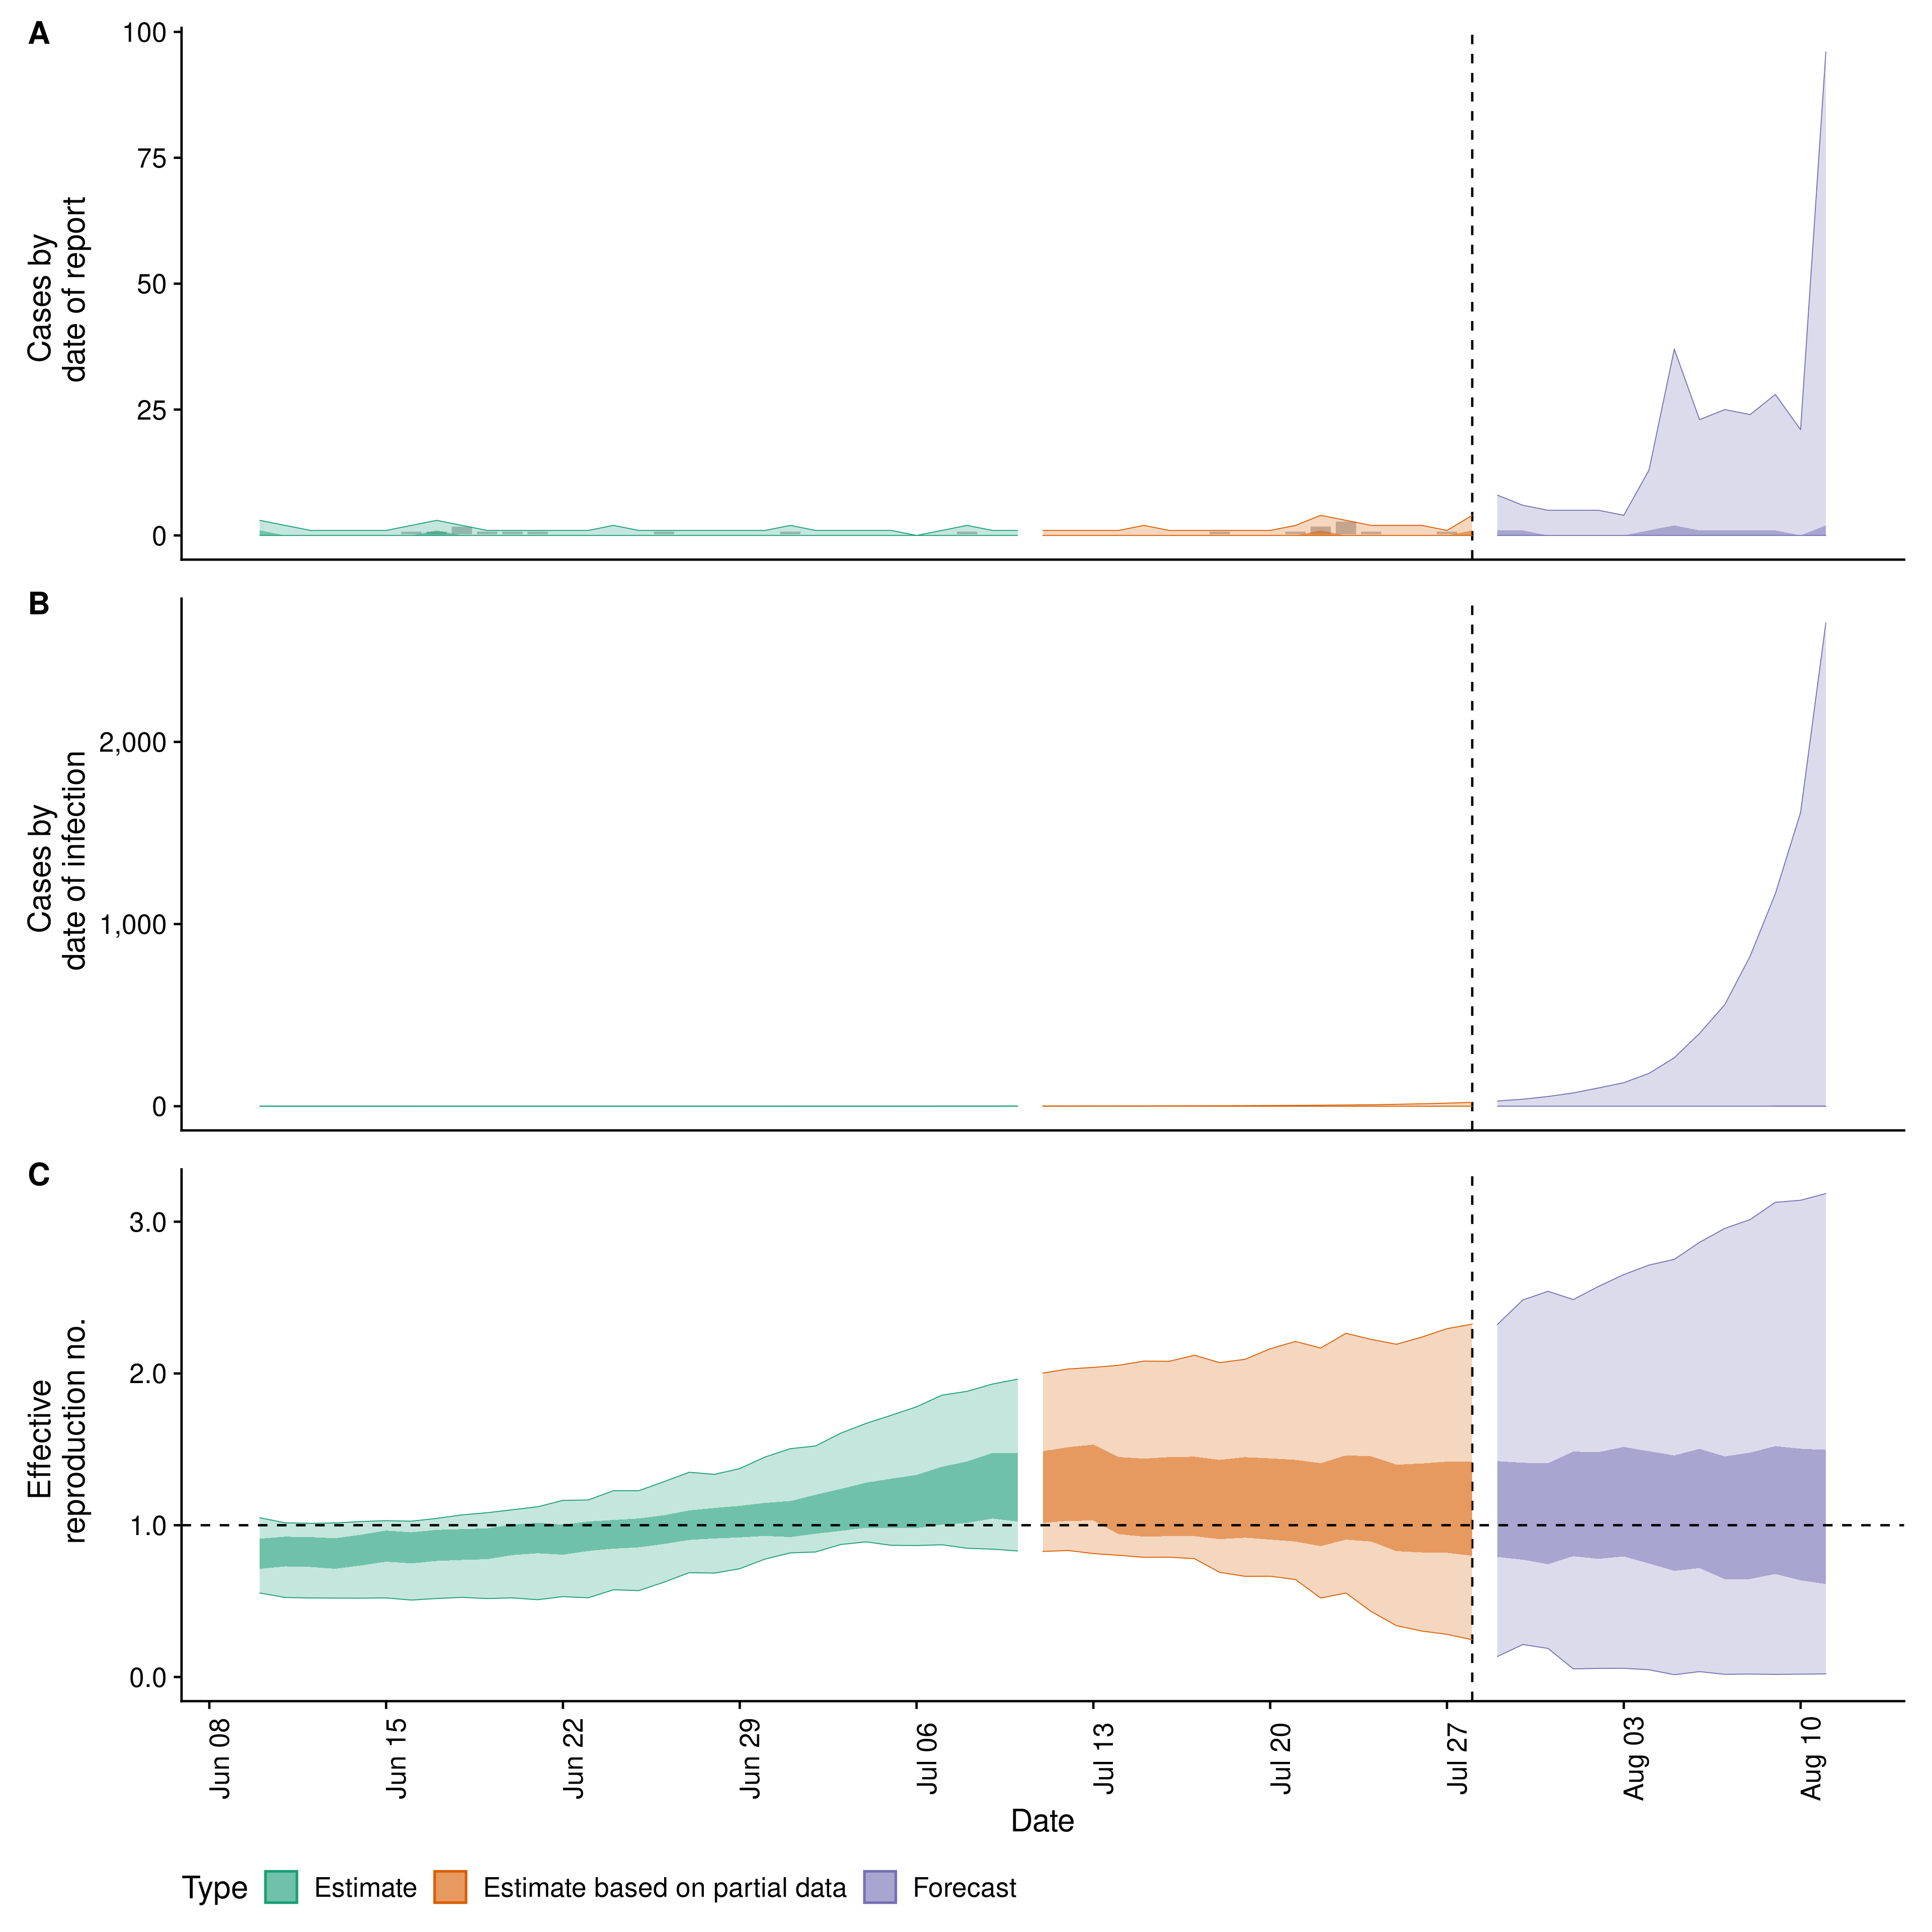 A
100
75
50
25
0
Cases by
date of report
B
2,000
1,000
0
Cases by
date of infection
C
3.0
2.0
1.0
0.0
Effective
reproduction no.
Jun 08
Jun 15
Jun 22
Jun 29
Jul 06
Jul 13
Jul 20
Jul 27
Aug 03
Aug 10
Date
Type Estimate Estimate based on partial data Forecast